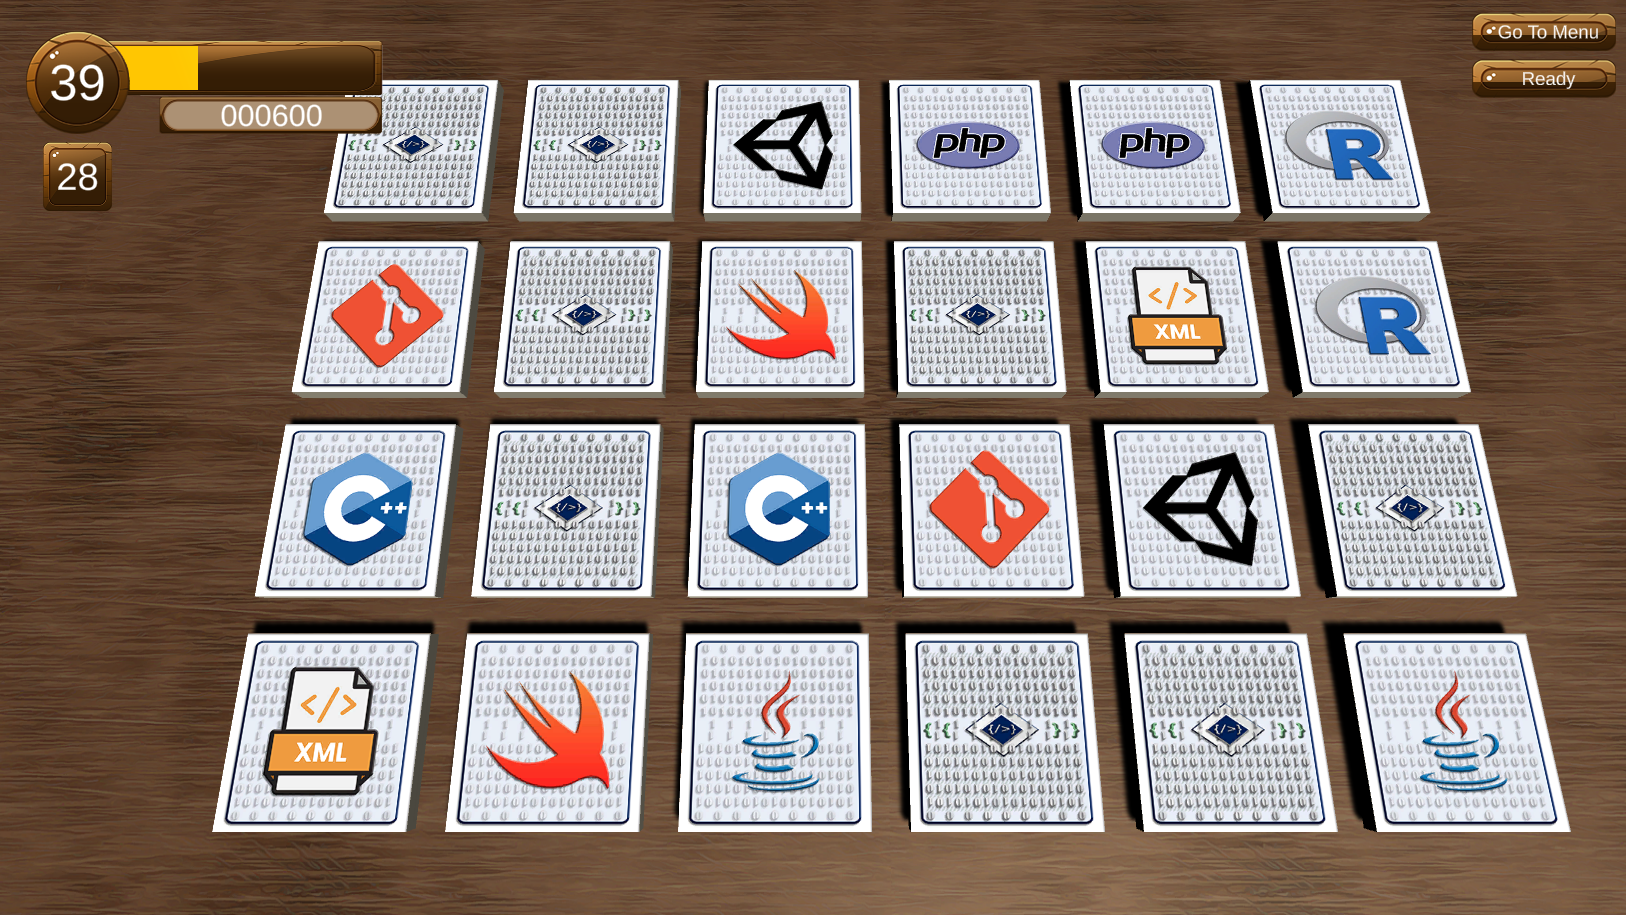 39
000600
28
Go To Menu
Ready
{{ {/>} }}
{{ {/>} }}
php
php
R
{{ {/>} }}
{{ {/>} }}
</>
XML
R
C++
{{ {/>} }}
C++
{{ {/>} }}
</>
XML
{{ {/>} }}
{{ {/>} }}